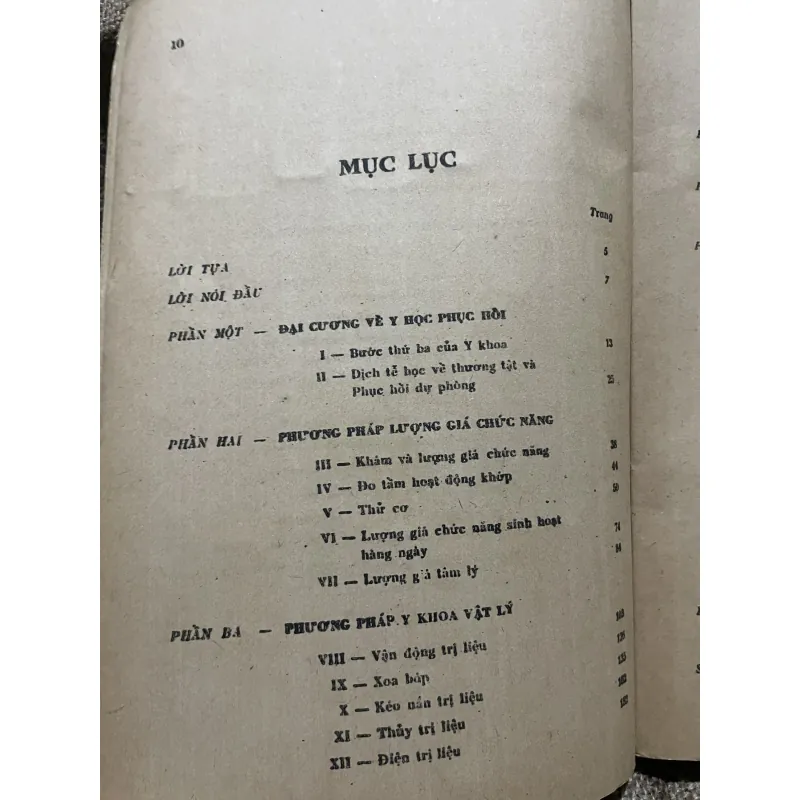 10
MỤC LỤC
Trang
LỜI TỰA 5
LỜI NÓI ĐẦU 7
PHẦN MỘT — ĐẠI CƯƠNG VỀ Y HỌC PHỤC HỒI
I — Bước thứ ba của Y khoa 13
II — Dịch tễ học về thương tật và
Phục hồi dự phòng 25
PHẦN HAI — PHƯƠNG PHÁP LƯỢNG GIÁ CHỨC NĂNG
III — Khám và lượng giá chức năng
IV — Đo tầm hoạt động khớp 44
V — Thử cơ
VI — Lượng giá chức năng sinh hoạt 74
hàng ngày
VII — Lượng giá tâm lý
PHẦN BA — PHƯƠNG PHÁP Y KHOA VẬT LÝ
VIII — Vận động trị liệu
IX — Xoa bóp
X — Kéo nắn trị liệu
XI — Thủy trị liệu
XII — Điện trị liệu